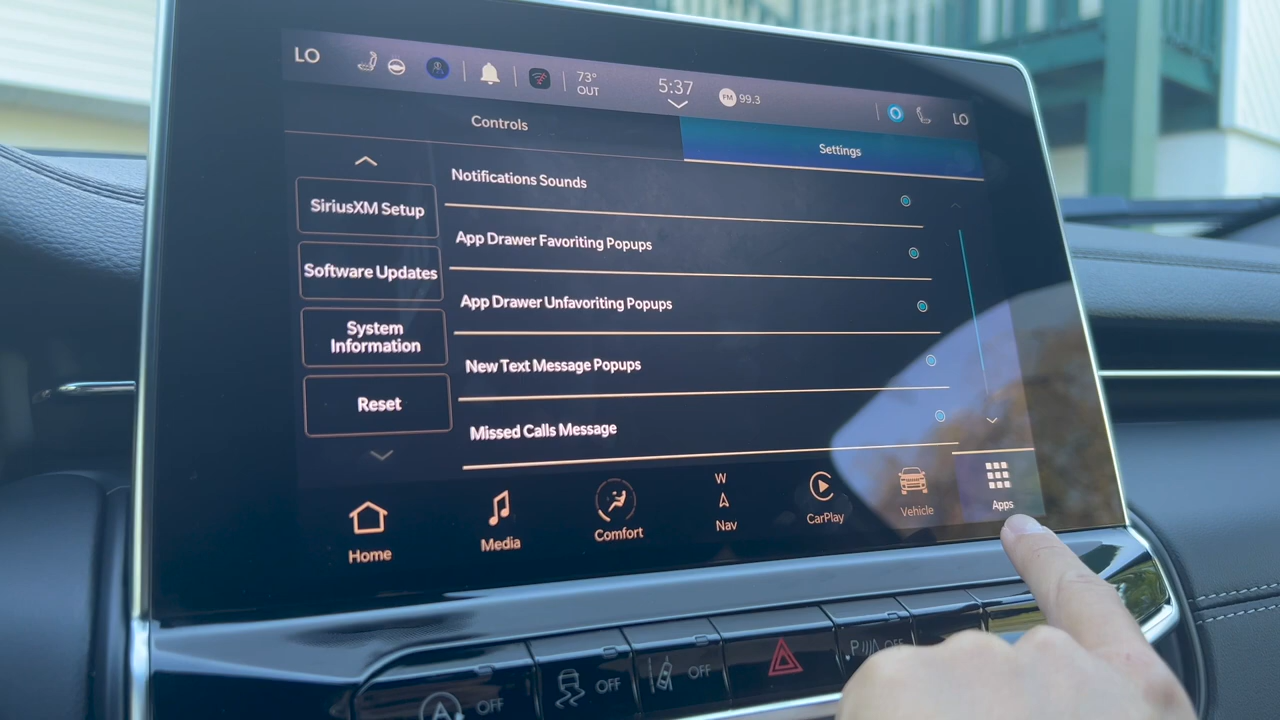 LO
73°
OUT
5:37
FM 99.3
LO
Controls
Settings
SiriusXM Setup
Software Updates
System
Information
Reset
Notifications Sounds
App Drawer Favoriting Popups
App Drawer Unfavoriting Popups
New Text Message Popups
Missed Calls Message
Home
Media
Comfort
W
Nav
CarPlay
Vehicle
Apps
A OFF
OFF
OFF
P OFF